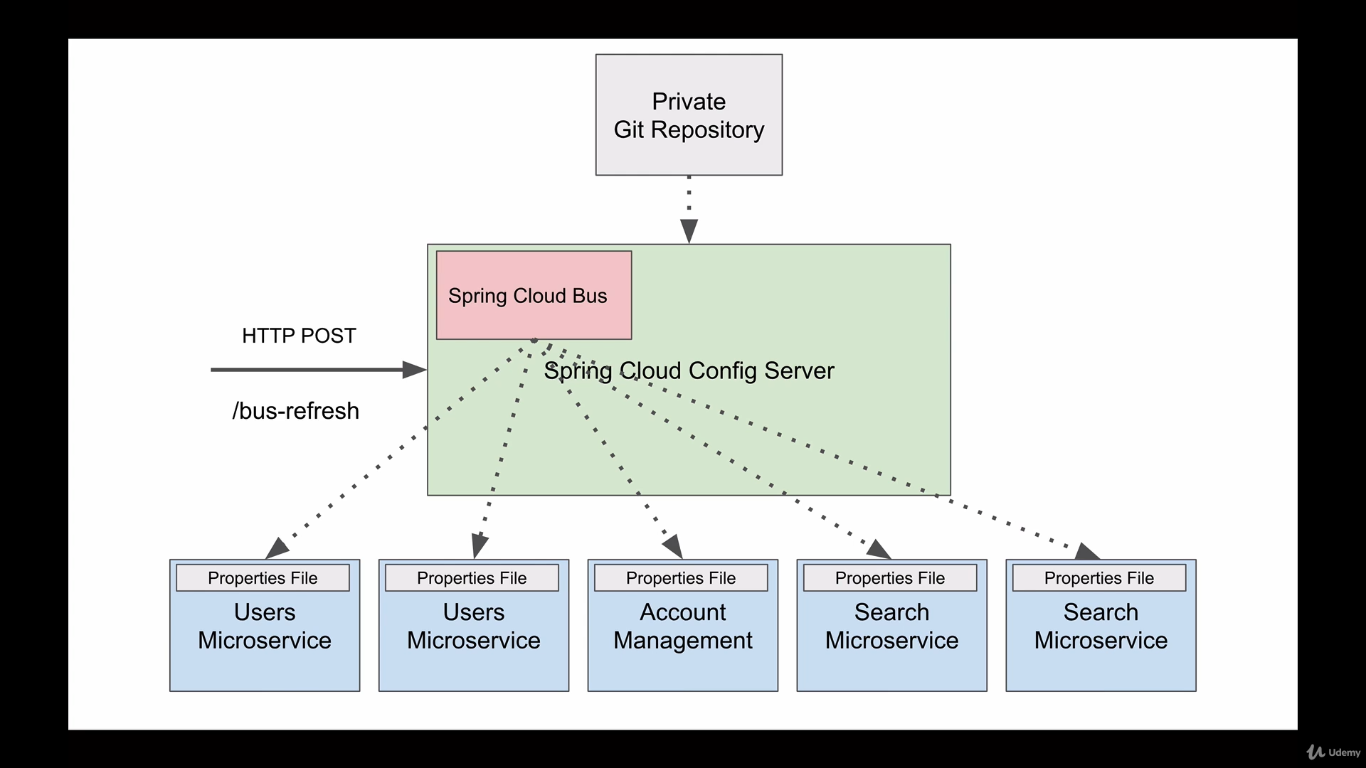 Private
Git Repository
Spring Cloud Bus
HTTP POST
Spring Cloud Config Server
/bus-refresh
Properties File
Users
Microservice
Properties File
Users
Microservice
Properties File
Account
Management
Properties File
Search
Microservice
Properties File
Search
Microservice
Udemy